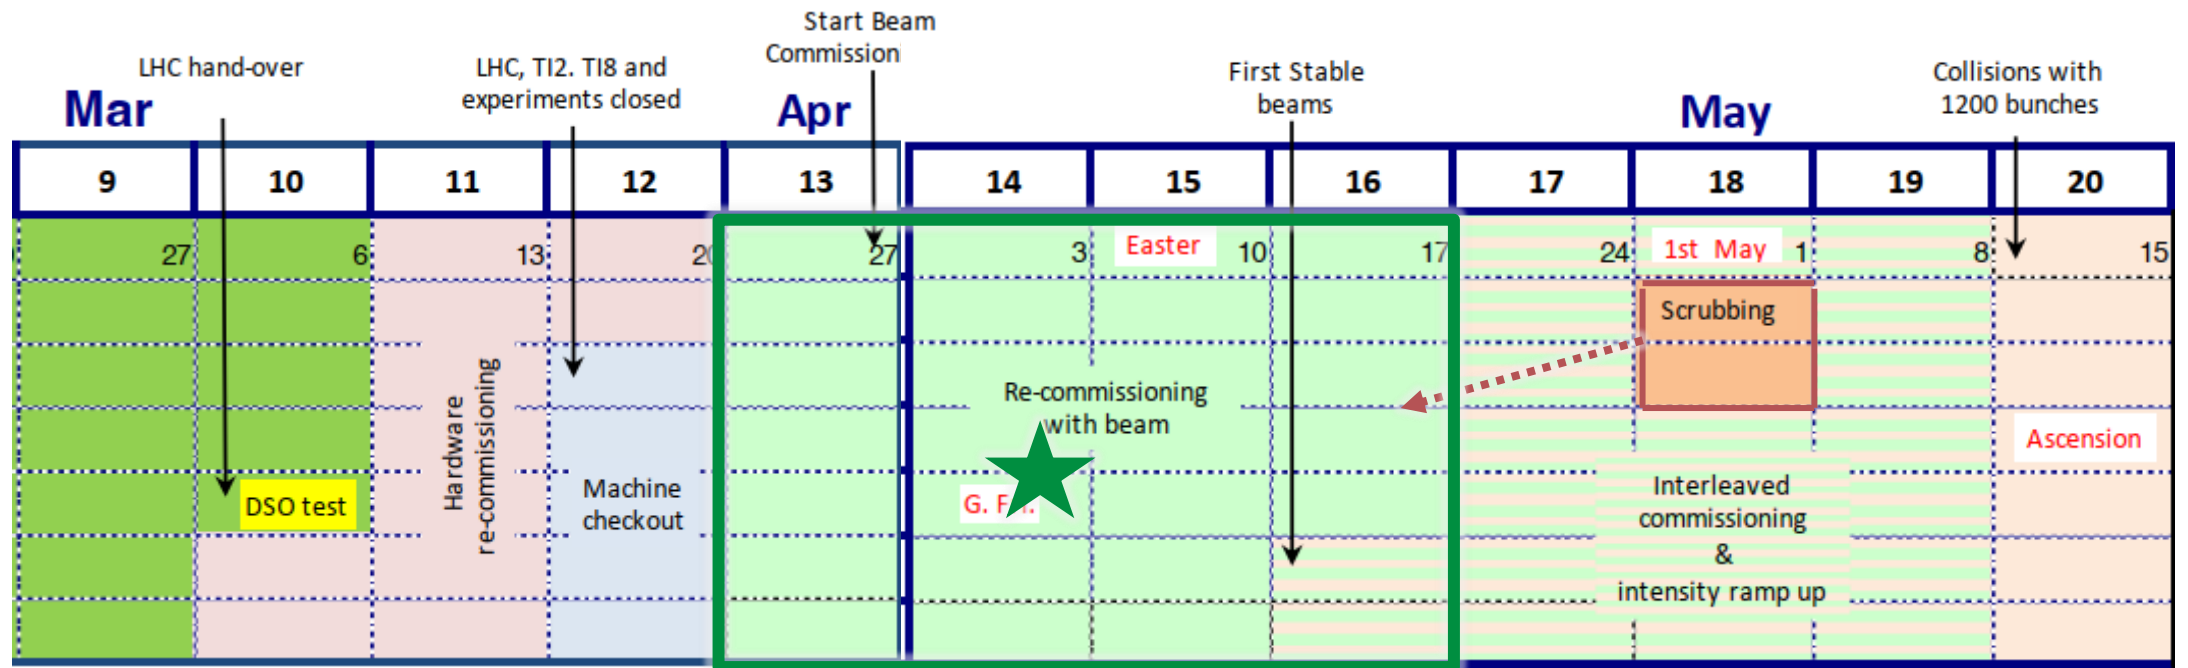 Start Beam
Commission
LHC hand-over
LHC, TI2. TI8 and
experiments closed
First Stable
beams
Collisions with
1200 bunches
Mar
Apr
May
9 10 11 12 13 14 15 16 17 18 19 20
27 6 13 20 27 3 Easter 10 17 24 1st May 1 8 15
Scrubbing
Hardware
re-commissioning
Re-commissioning
with beam
Ascension
DSO test
Machine
checkout
G.
Interleaved
commissioning
&
intensity ramp up